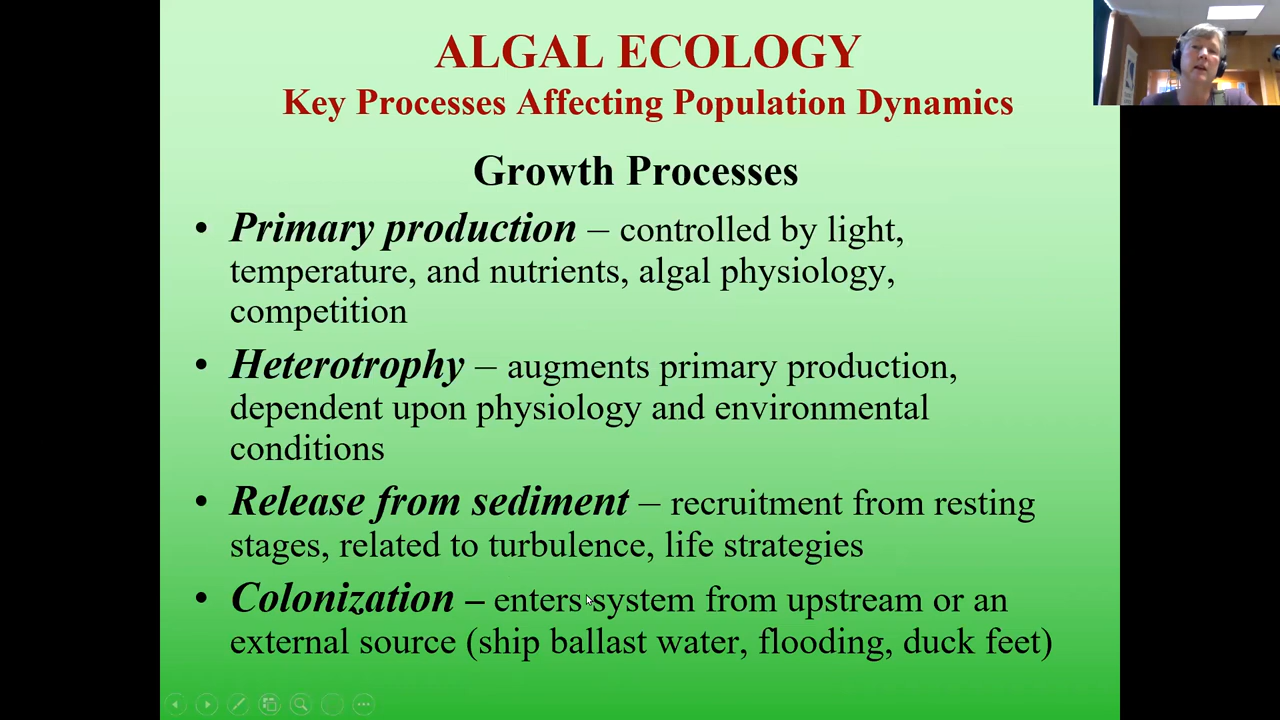 ALGAL ECOLOGY
Key Processes Affecting Population Dynamics
Growth Processes
• Primary production – controlled by light,
temperature, and nutrients, algal physiology,
competition
• Heterotrophy – augments primary production,
dependent upon physiology and environmental
conditions
• Release from sediment – recruitment from resting
stages, related to turbulence, life strategies
• Colonization – enters system from upstream or an
external source (ship ballast water, flooding, duck feet)